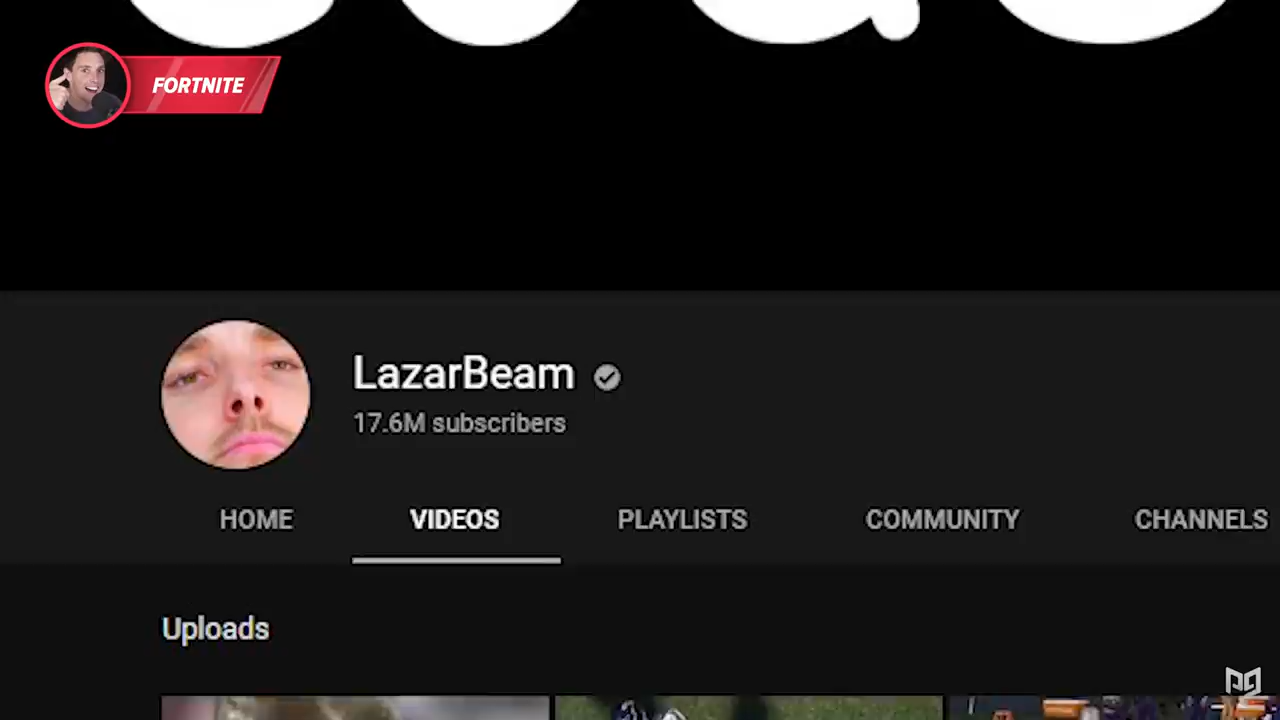 FORTNITE
LazarBeam
17.6M subscribers
HOME VIDEOS PLAYLISTS COMMUNITY CHANNELS
Uploads